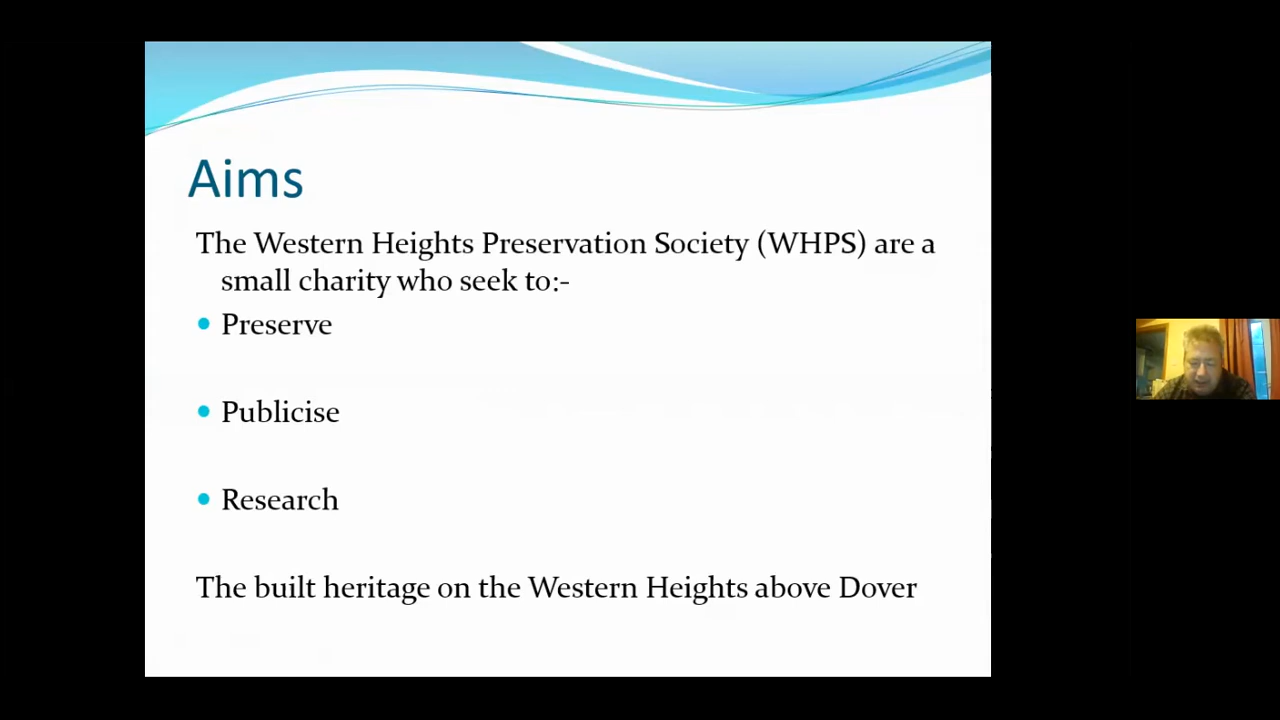 Aims
The Western Heights Preservation Society (WHPS) are a
small charity who seek to:-
• Preserve
• Publicise
• Research
The built heritage on the Western Heights above Dover